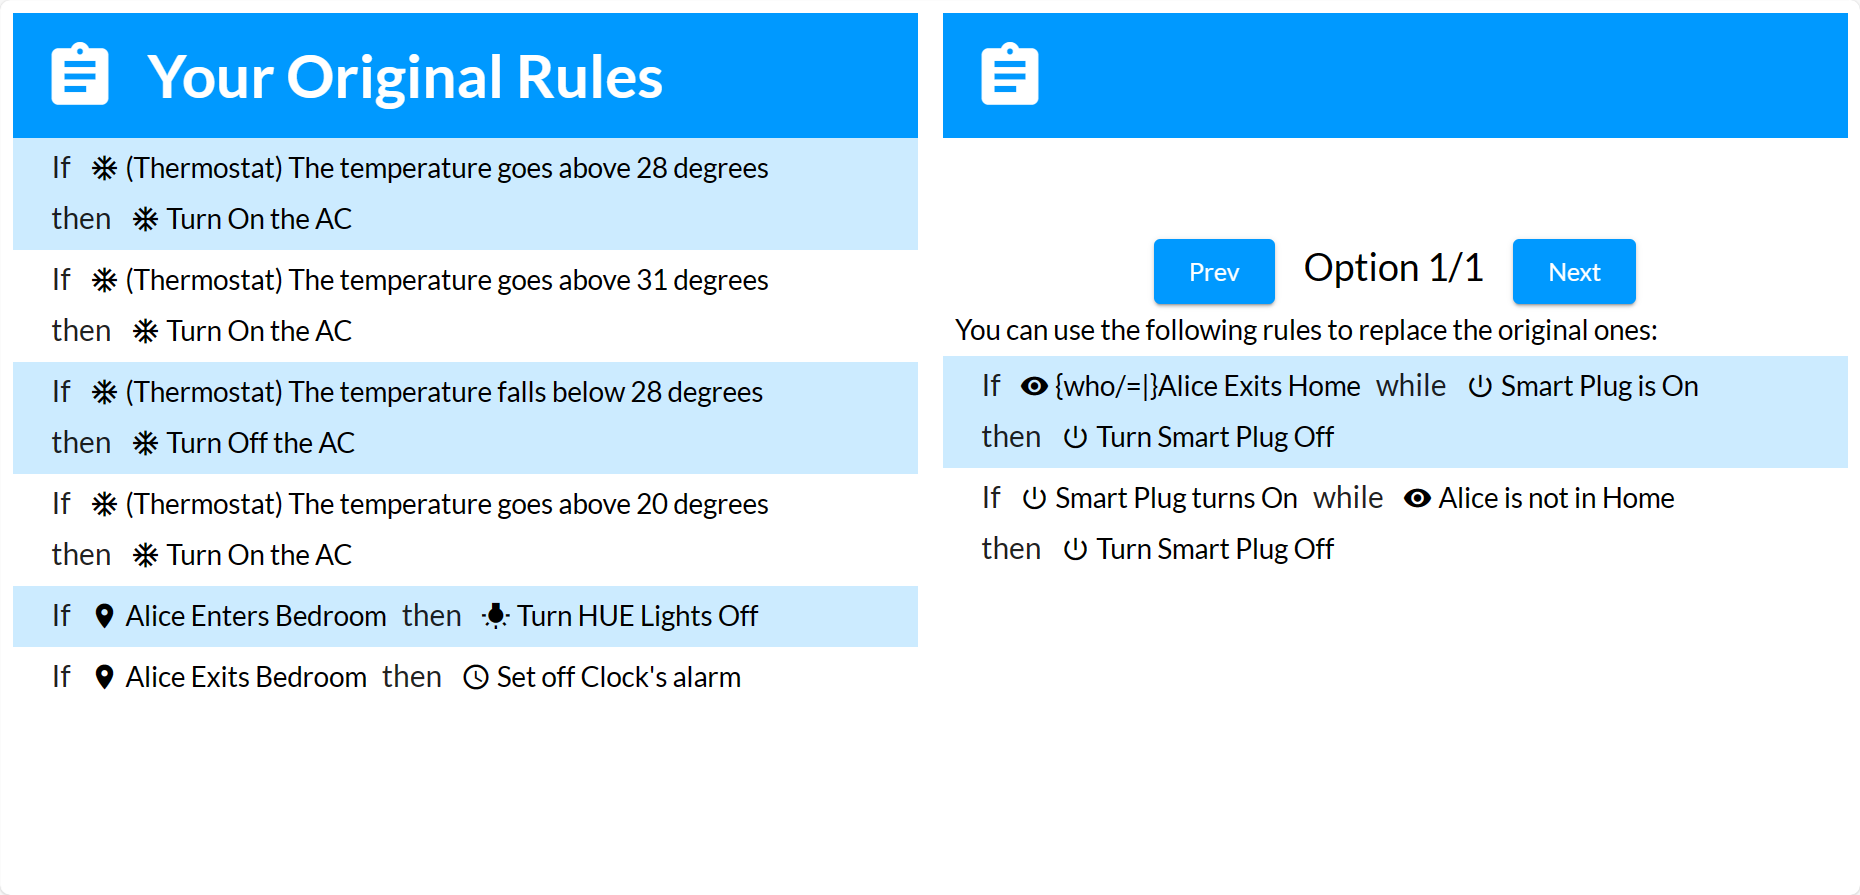 Your Original Rules
If (Thermostat) The temperature goes above 28 degrees
then Turn On the AC
If (Thermostat) The temperature goes above 31 degrees
then Turn On the AC
If (Thermostat) The temperature falls below 28 degrees
then Turn Off the AC
If (Thermostat) The temperature goes above 20 degrees
then Turn On the AC
If Alice Enters Bedroom then Turn HUE Lights Off
If Alice Exits Bedroom then Set off Clock's alarm
Prev Option 1/1 Next
You can use the following rules to replace the original ones:
If {who/=|}Alice Exits Home while Smart Plug is On
then Turn Smart Plug Off
If Smart Plug turns On while Alice is not in Home
then Turn Smart Plug Off